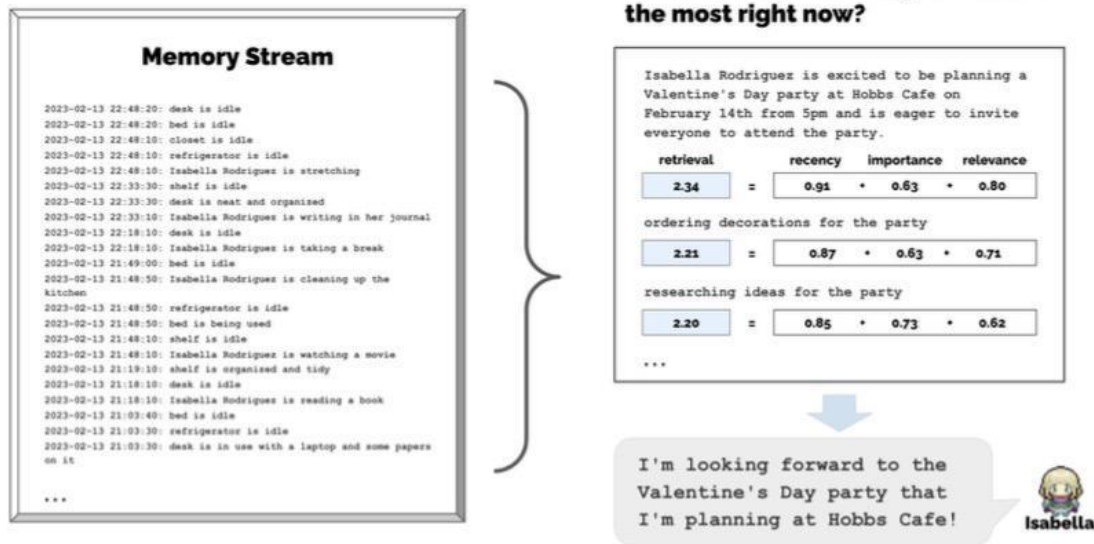 Memory Stream
2023-02-13 22:48:20: desk is idle
2023-02-13 22:48:20: bed is idle
2023-02-13 22:48:10: closet is idle
2023-02-13 22:48:10: refrigerator is idle
2023-02-13 22:48:10: Isabella Rodriguez is stretching
2023-02-13 22:33:30: shelf is idle
2023-02-13 22:33:30: desk is neat and organized
2023-02-13 22:33:10: Isabella Rodriguez is writing in her journal
2023-02-13 22:18:10: desk is idle
2023-02-13 22:18:10: Isabella Rodriguez is taking a break
2023-02-13 21:49:00: bed is idle
2023-02-13 21:48:50: Isabella Rodriguez is cleaning up the
kitchen
2023-02-13 21:48:50: refrigerator is idle
2023-02-13 21:48:50: bed is being used
2023-02-13 21:48:10: shelf is idle
2023-02-13 21:48:10: Isabella Rodriguez is watching a movie
2023-02-13 21:19:10: shelf is organized and tidy
2023-02-13 21:18:10: desk is idle
2023-02-13 21:18:10: Isabella Rodriguez is reading a book
2023-02-13 21:03:40: bed is idle
2023-02-13 21:03:30: refrigerator is idle
2023-02-13 21:03:30: desk is in use with a laptop and some papers
on it
...
the most right now?
Isabella Rodriguez is excited to be planning a
Valentine's Day party at Hobbs Cafe on
February 14th from 5pm and is eager to invite
everyone to attend the party.
retrieval recency importance relevance
2.34 = 0.91 + 0.63 + 0.80
ordering decorations for the party
2.21 = 0.87 + 0.63 + 0.71
researching ideas for the party
2.20 = 0.85 + 0.73 + 0.62
...
I'm looking forward to the
Valentine's Day party that
I'm planning at Hobbs Cafe!
Isabella